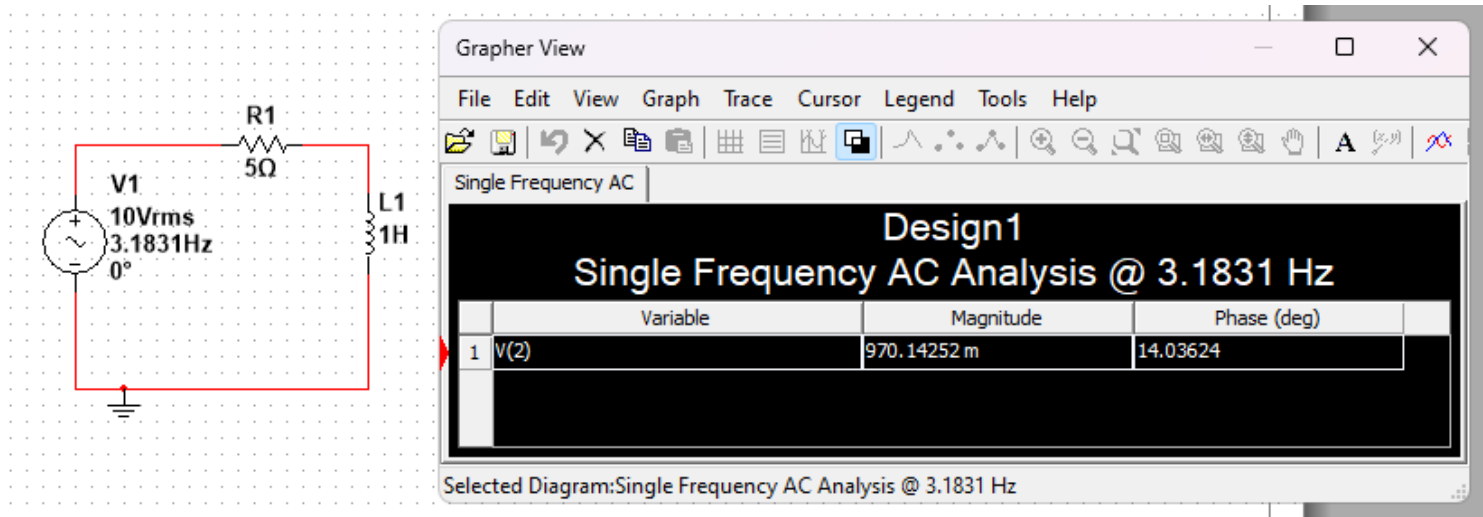 R1
5Ω
V1
10Vrms
3.1831Hz
0°
L1
1H
Grapher View
File Edit View Graph Trace Cursor Legend Tools Help
A (x,y)
Single Frequency AC
Design1
Single Frequency AC Analysis @ 3.1831 Hz
Variable Magnitude Phase (deg)
1 V(2) 970.14252 m 14.03624
Selected Diagram:Single Frequency AC Analysis @ 3.1831 Hz